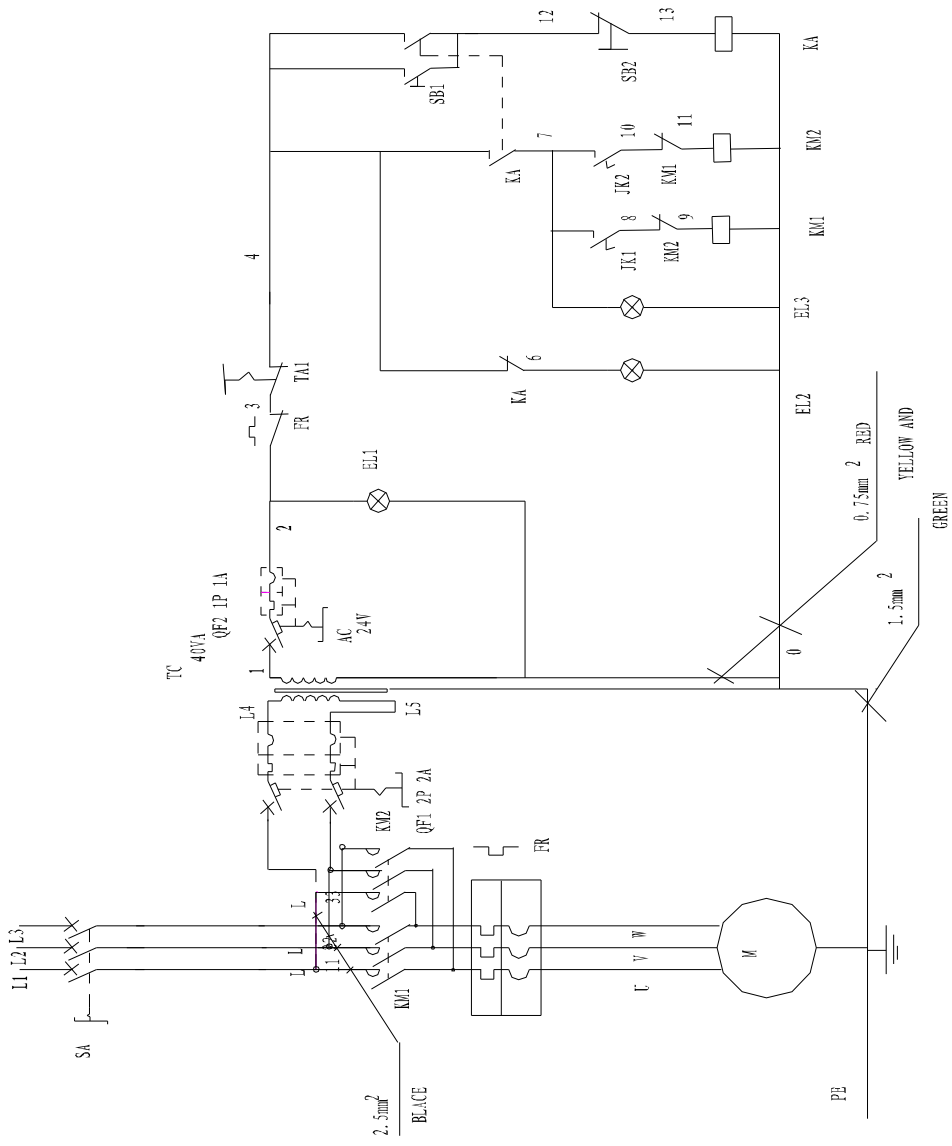 L1
L2
L3
SA
L
L
L
11
33
KM1
2.5mm²
BLACE
KM2
QF1 2P 2A
FR
U
V
W
M
PE
L4
L5
TC
40VA
QF2 1P 1A
AC
24V
1
2
EL1
3
FR
TA1
4
0
0.75mm² RED
1.5mm²
YELLOW AND
GREEN
KA
6
EL2
EL3
JK1
8
KM2
9
KM1
KA
7
JK2
10
KM1
11
KM2
SB1
12
SB2
13
KA